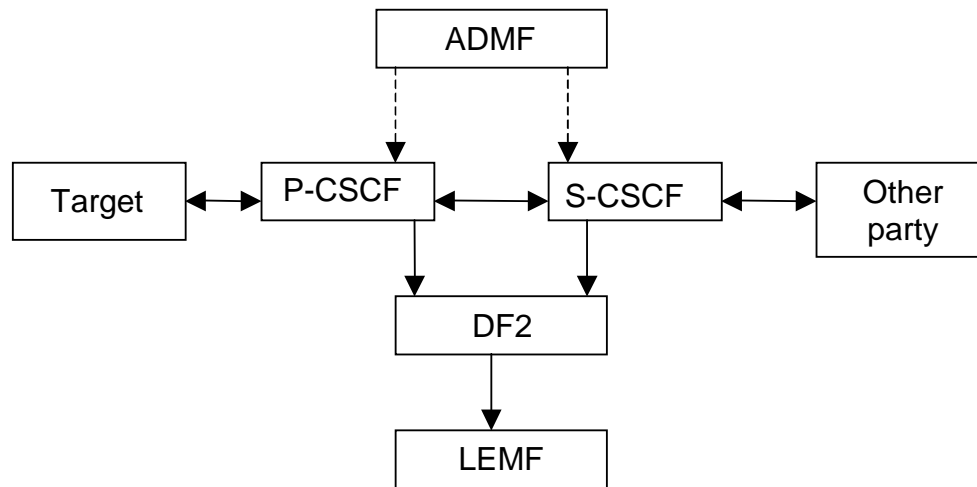 ADMF
Target
P-CSCF
S-CSCF
Other
party
DF2
LEMF